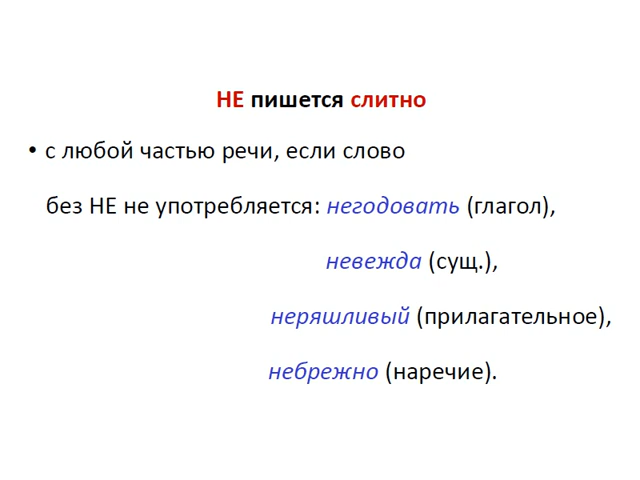 НЕ пишется слитно
• с любой частью речи, если слово
без НЕ не употребляется: негодовать (глагол),
невежда (сущ.),
неряшливый (прилагательное),
небрежно (наречие).